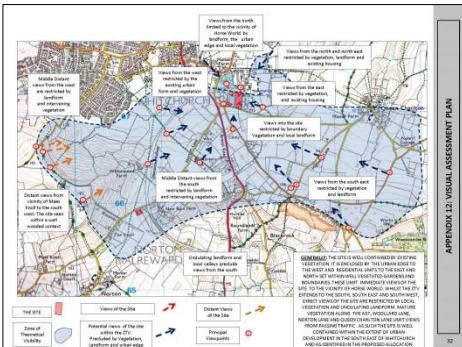 Views from the north
limited to the vicinity of
Horse World by
landform, the urban
edge and local vegetation
Views from the north and north east
restricted by vegetation, landform and
existing housing
Middle Distant
views from the west
are restricted by
landform
and intervening
vegetation
Views from the west
restricted by the
existing urban
form and vegetation
Views from the east
restricted by vegetation,
and existing housing
Views into the site
restricted by boundary
Vegetation and local landform
Distant views from
vicinity of Maes
Knoll to the south
west. The site seen
within a well
wooded context
Middle Distant views from
the south
restricted by landform
and intervening vegetation
Views from the south east
restricted by vegetation
and landform
Undulating landform and
local valleys preclude
views from the south
NORTON
MALREWARD
Norton
66
65
GENERALLY: THE SITE IS WELL CONTAINED BY EXISTING
VEGETATION. IT IS ENCLOSED BY THE URBAN EDGE TO
THE WEST AND RESIDENTIAL UNITS TO THE EAST AND
NORTH SET WITHIN WELL VEGETATED GARDENS AND
BOUNDARIES. THESE LIMIT IMMEDIATE VIEWS OF THE
SITE TO THE VICINITY OF HORSE WORLD. WHILST THE ZTV
EXTENDS TO THE SOUTH, SOUTH EAST AND SOUTH WEST,
DIRECT VIEWS OF THE SITE ARE RESTRICTED BY LOCAL
VEGETATION AND UNDULATING LANDFORM. MATURE
VEGETATION ALONG THE A37, WOOLLARD LANE,
NORTON LANE AND QUEEN CHARLTON LANE LIMIT VIEWS
FROM PASSING TRAFFIC. AS SUCH THE SITE IS WELL
CONTAINED WITHIN THE EXTENT OF URBAN
DEVELOPMENT IN THE SOUTH EAST OF WHITCHURCH
AND AS IDENTIFIED IN THE PROPOSED ALLOCATION
THE SITE
Views of the Site
Distant Views
of the Site
Zone of
Theoretical
Visibility
Potential views of the site
within the ZTV
Precluded by Vegetation,
Landform and urban edge
Principal
Viewpoints
APPENDIX 12: VISUAL ASSESSMENT PLAN
32